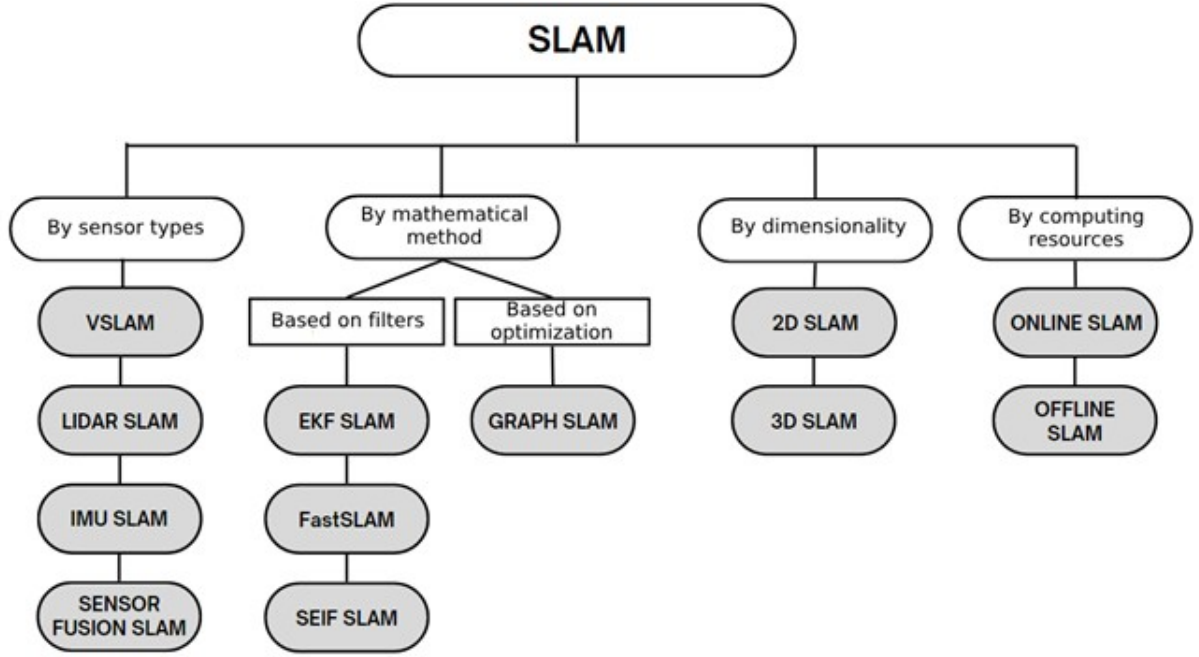 SLAM
By sensor types
By mathematical
method
By dimensionality
By computing
resources
VSLAM
Based on filters
Based on
optimization
2D SLAM
ONLINE SLAM
LIDAR SLAM
EKF SLAM
GRAPH SLAM
3D SLAM
OFFLINE
SLAM
IMU SLAM
FastSLAM
SENSOR
FUSION SLAM
SEIF SLAM